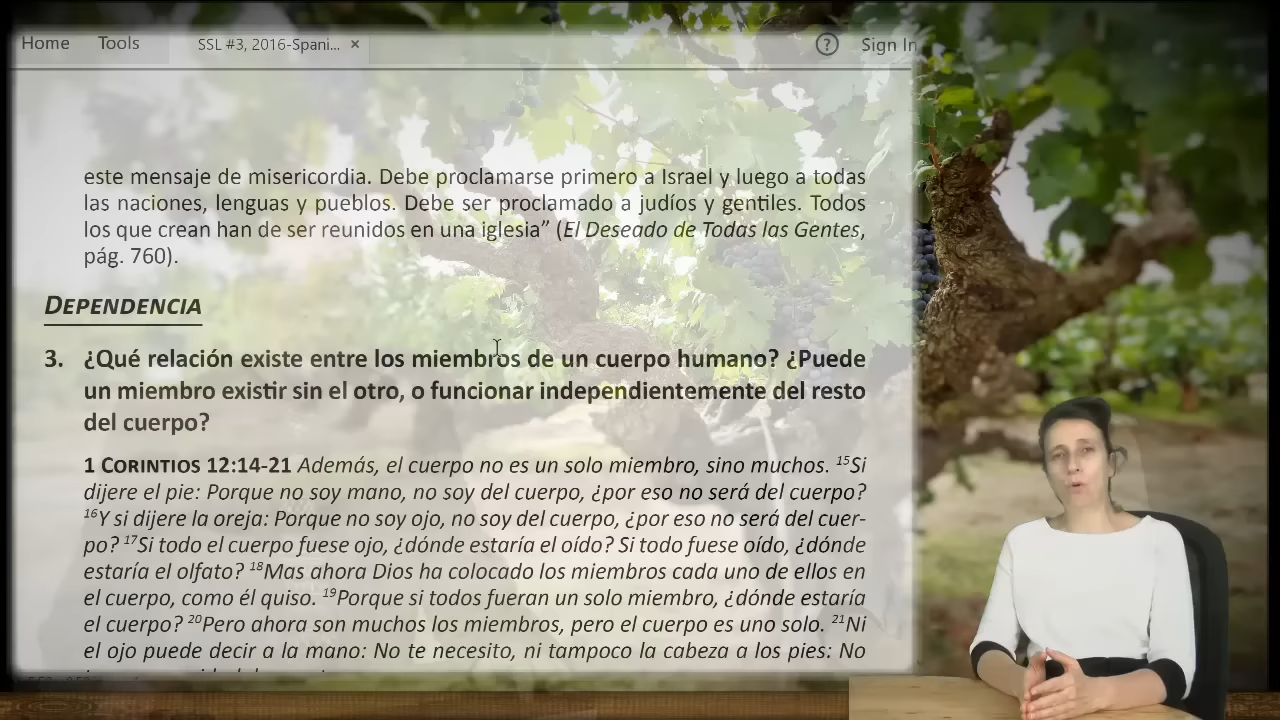 Home Tools SSL #3, 2016-Spani... × ? Sign In
este mensaje de misericordia. Debe proclamarse primero a Israel y luego a todas
las naciones, lenguas y pueblos. Debe ser proclamado a judíos y gentiles. Todos
los que crean han de ser reunidos en una iglesia” (El Deseado de Todas las Gentes,
pág. 760).
DEPENDENCIA
3. ¿Qué relación existe entre los miembros de un cuerpo humano? ¿Puede
un miembro existir sin el otro, o funcionar independientemente del resto
del cuerpo?
1 CORINTIOS 12:14-21 Además, el cuerpo no es un solo miembro, sino muchos. 15Si
dijere el pie: Porque no soy mano, no soy del cuerpo, ¿por eso no será del cuerpo?
16Y si dijere la oreja: Porque no soy ojo, no soy del cuerpo, ¿por eso no será del cuer-
po? 17Si todo el cuerpo fuese ojo, ¿dónde estaría el oído? Si todo fuese oído, ¿dónde
estaría el olfato? 18Mas ahora Dios ha colocado los miembros cada uno de ellos en
el cuerpo, como él quiso. 19Porque si todos fueran un solo miembro, ¿dónde estaría
el cuerpo? 20Pero ahora son muchos los miembros, pero el cuerpo es uno solo. 21Ni
el ojo puede decir a la mano: No te necesito, ni tampoco la cabeza a los pies: No